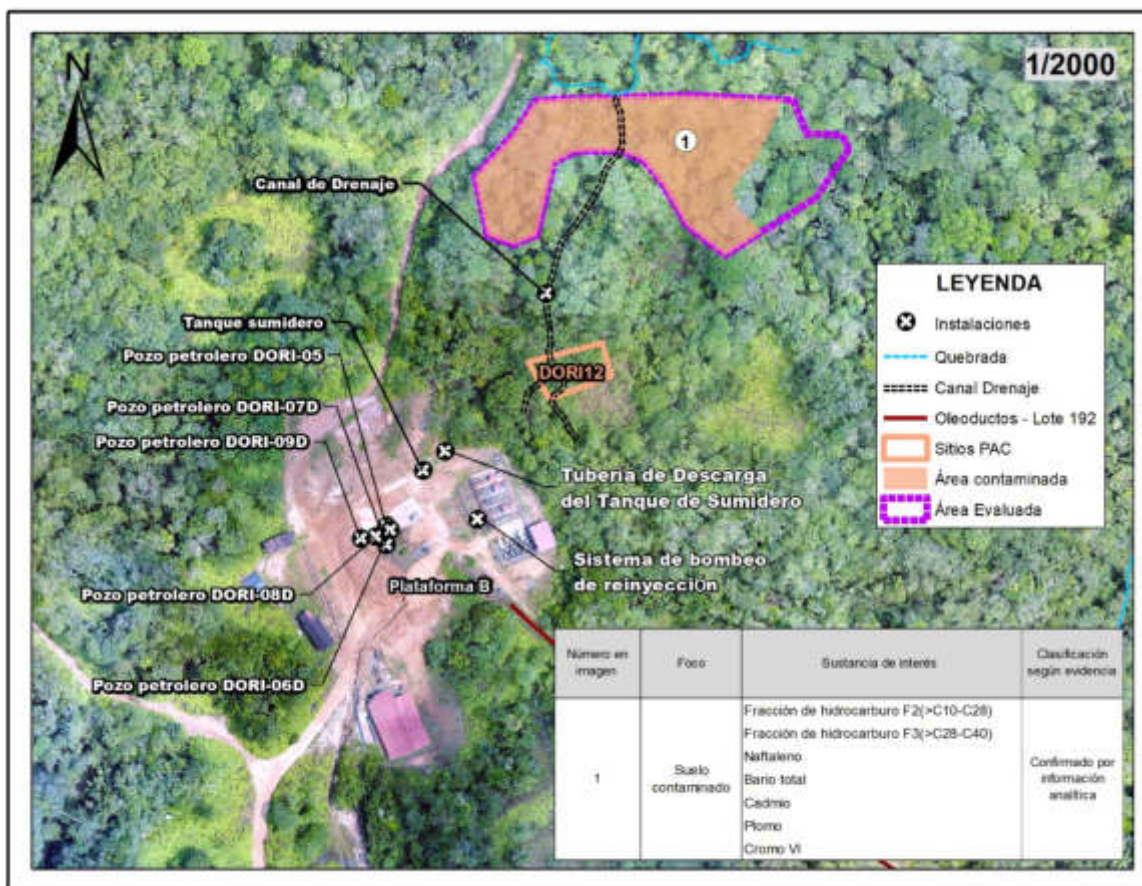 1/2000
N
1
Canal de Drenaje
LEYENDA
Instalaciones
Quebrada
Canal Drenaje
Oleoductos - Lote 192
Sitios PAC
Área contaminada
Área Evaluada
Tanque sumidero
Pozo petrolero DORI-05
DORI12
Pozo petrolero DORI-07D
Pozo petrolero DORI-09D
Tubería de Descarga
del Tanque de Sumidero
Sistema de bombeo
de reinyecciÓn
Plataforma B
Pozo petrolero DORI-08D
Pozo petrolero DORI-06D
Número en
imagen
Foco
Sustancia de interés
Clasificación
según evidencia
1
Suelo
contaminado
Fracción de hidrocarburo F2(>C10-C28)
Fracción de hidrocarburo F3(>C28-C40)
Naftaleno
Bario total
Cadmio
Plomo
Cromo VI
Confirmado por
información
analítica